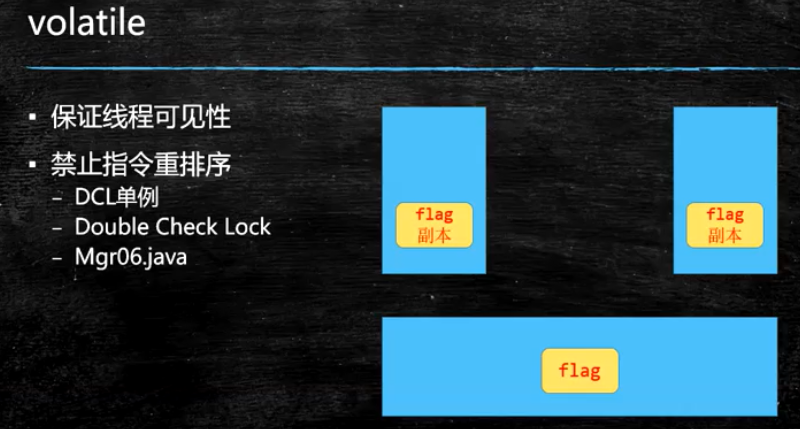 volatile
▪ 保证线程可见性
▪ 禁止指令重排序
– DCL单例
– Double Check Lock
– Mgr06.java
flag
副本
flag
副本
flag